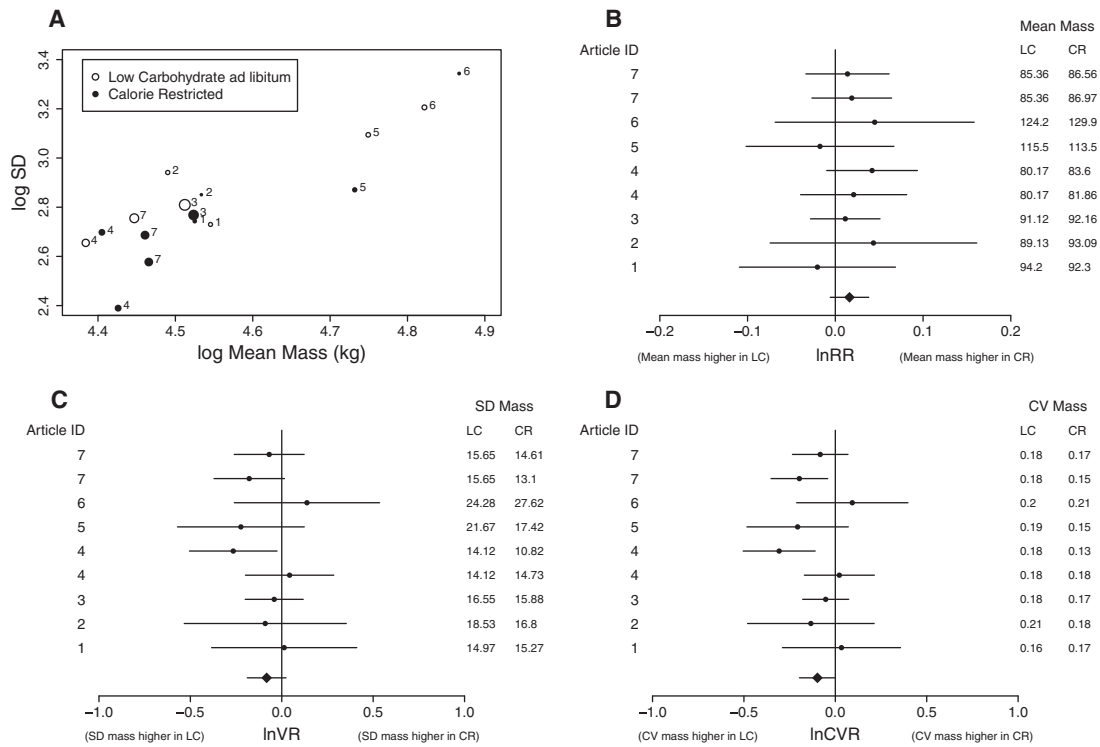 A
log SD
3.4
3.2
3.0
2.8
2.6
2.4
Low Carbohydrate ad libitum
Calorie Restricted
6
6
5
5
2
2
3
3
1
1
7
7
7
4
4
4
4.4 4.5 4.6 4.7 4.8 4.9
log Mean Mass (kg)
B
Mean Mass
Article ID LC CR
7 85.36 86.56
7 85.36 86.97
6 124.2 129.9
5 115.5 113.5
4 80.17 83.6
4 80.17 81.86
3 91.12 92.16
2 89.13 93.09
1 94.2 92.3
−0.2 −0.1 0.0 0.1 0.2
(Mean mass higher in LC) lnRR (Mean mass higher in CR)
C
SD Mass
Article ID LC CR
7 15.65 14.61
7 15.65 13.1
6 24.28 27.62
5 21.67 17.42
4 14.12 10.82
4 14.12 14.73
3 16.55 15.88
2 18.53 16.8
1 14.97 15.27
−1.0 −0.5 0.0 0.5 1.0
(SD mass higher in LC) lnVR (SD mass higher in CR)
D
CV Mass
Article ID LC CR
7 0.18 0.17
7 0.18 0.15
6 0.2 0.21
5 0.19 0.15
4 0.18 0.13
4 0.18 0.18
3 0.18 0.17
2 0.21 0.18
1 0.16 0.17
−1.0 −0.5 0.0 0.5 1.0
(CV mass higher in LC) lnCVR (CV mass higher in CR)